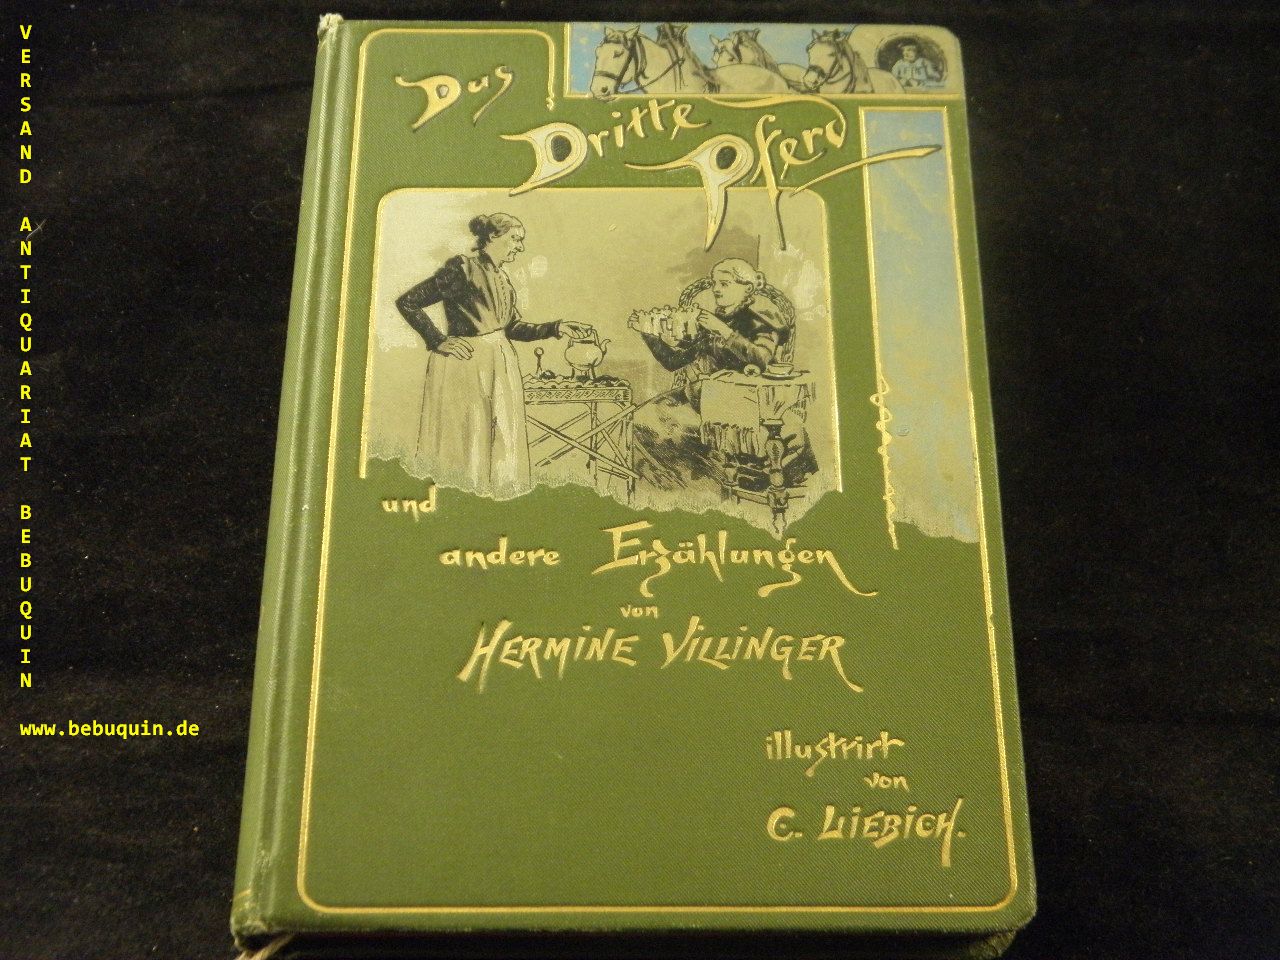 VERSAND ANTIQUARIAT BEBUQUIN
www.bebuquin.de
Das
Dritte
Pferd
und
andere Erzählungen
von
HERMINE VILLINGER
illustrirt
von
C. LIEBICH.